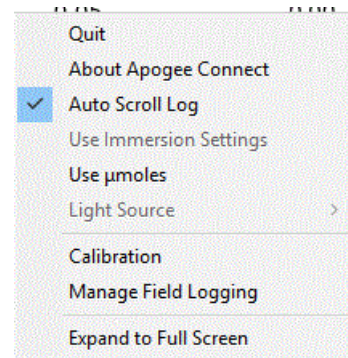 Quit
About Apogee Connect
Auto Scroll Log
Use Immersion Settings
Use µmoles
Light Source
Calibration
Manage Field Logging
Expand to Full Screen